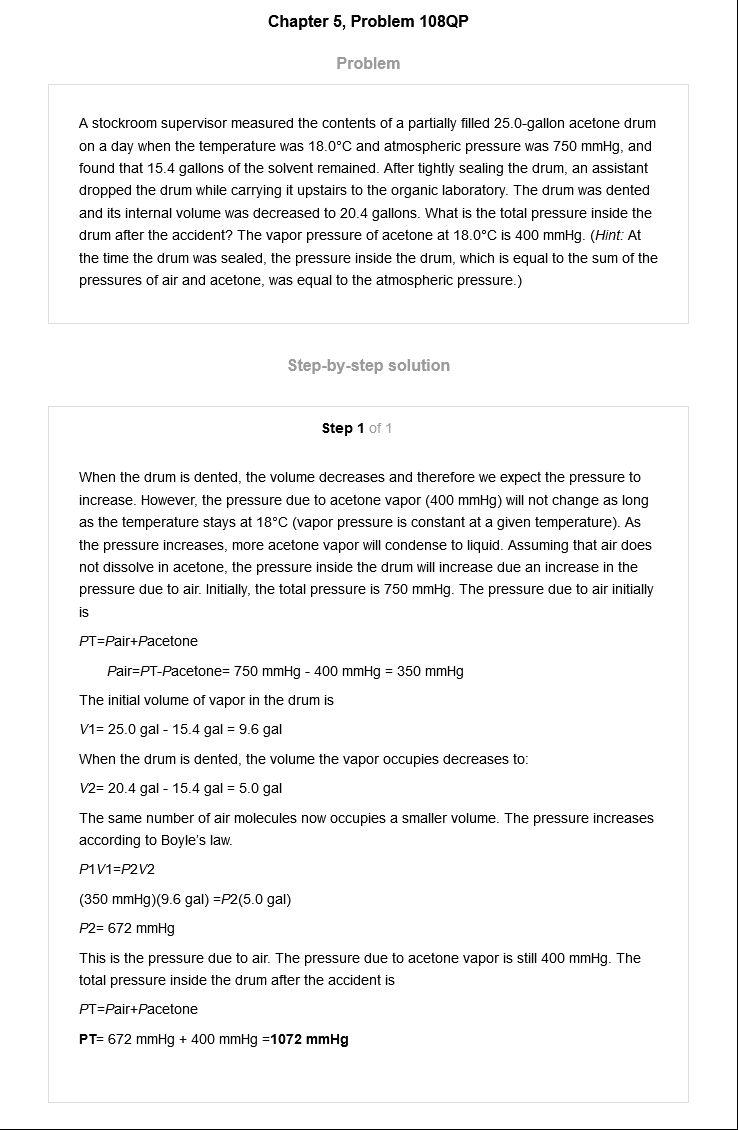 Chapter 5, Problem 108QP
Problem
A stockroom supervisor measured the contents of a partially filled 25.0-gallon acetone drum
on a day when the temperature was 18.0°C and atmospheric pressure was 750 mmHg, and
found that 15.4 gallons of the solvent remained. After tightly sealing the drum, an assistant
dropped the drum while carrying it upstairs to the organic laboratory. The drum was dented
and its internal volume was decreased to 20.4 gallons. What is the total pressure inside the
drum after the accident? The vapor pressure of acetone at 18.0°C is 400 mmHg. (Hint: At
the time the drum was sealed, the pressure inside the drum, which is equal to the sum of the
pressures of air and acetone, was equal to the atmospheric pressure.)
Step-by-step solution
Step 1 of 1
When the drum is dented, the volume decreases and therefore we expect the pressure to
increase. However, the pressure due to acetone vapor (400 mmHg) will not change as long
as the temperature stays at 18°C (vapor pressure is constant at a given temperature). As
the pressure increases, more acetone vapor will condense to liquid. Assuming that air does
not dissolve in acetone, the pressure inside the drum will increase due an increase in the
pressure due to air. Initially, the total pressure is 750 mmHg. The pressure due to air initially
is
PT=Pair+Pacetone
Pair=PT-Pacetone= 750 mmHg - 400 mmHg = 350 mmHg
The initial volume of vapor in the drum is
V1= 25.0 gal - 15.4 gal = 9.6 gal
When the drum is dented, the volume the vapor occupies decreases to:
V2= 20.4 gal - 15.4 gal = 5.0 gal
The same number of air molecules now occupies a smaller volume. The pressure increases
according to Boyle's law.
P1V1=P2V2
(350 mmHg)(9.6 gal) =P2(5.0 gal)
P2= 672 mmHg
This is the pressure due to air. The pressure due to acetone vapor is still 400 mmHg. The
total pressure inside the drum after the accident is
PT=Pair+Pacetone
PT= 672 mmHg + 400 mmHg =1072 mmHg